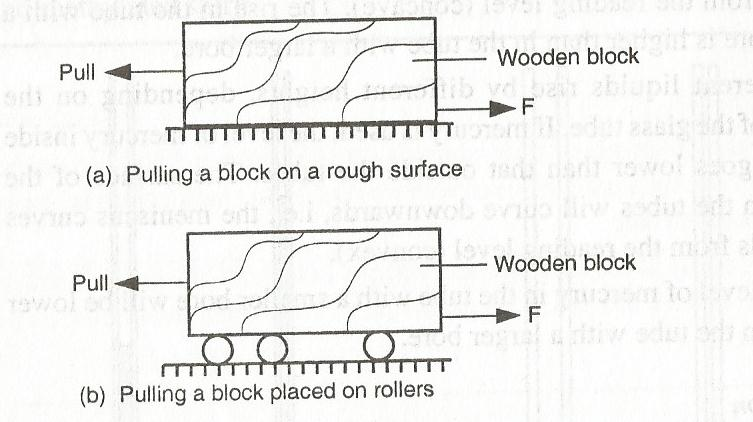 Pull
Wooden block
F
(a) Pulling a block on a rough surface
Pull
Wooden block
F
(b) Pulling a block placed on rollers